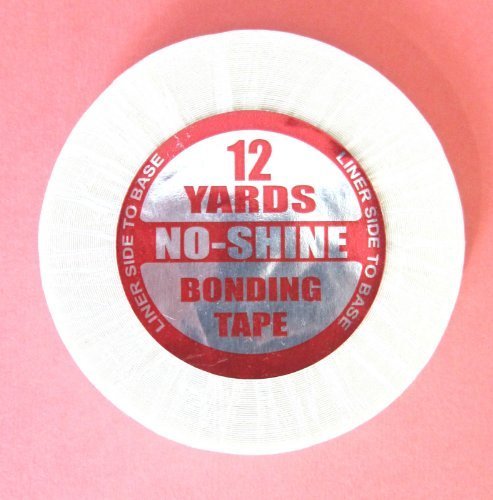 12
YARDS
NO-SHINE
BONDING
TAPE
LINER SIDE TO BASE
LINER SIDE TO BASE